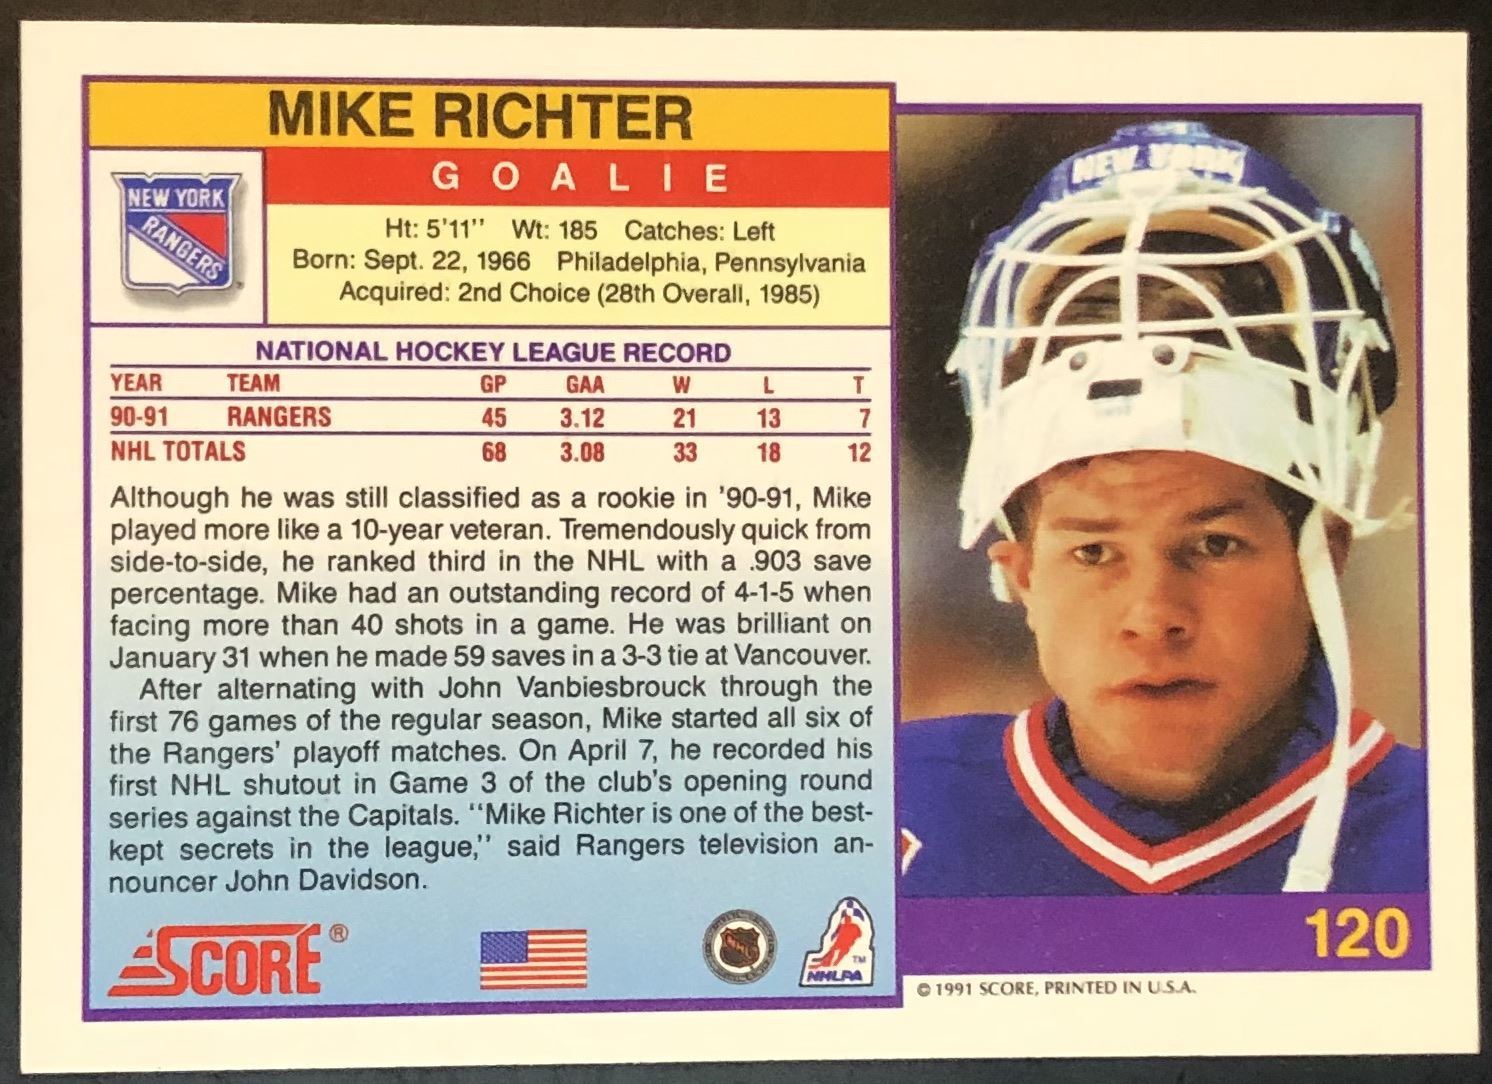 MIKE RICHTER
GOALIE
NEW YORK
RANGERS
Ht: 5'11'' Wt: 185 Catches: Left
Born: Sept. 22, 1966 Philadelphia, Pennsylvania
Acquired: 2nd Choice (28th Overall, 1985)
NATIONAL HOCKEY LEAGUE RECORD
YEAR TEAM GP GAA W L T
90-91 RANGERS 45 3.12 21 13 7
NHL TOTALS 68 3.08 33 18 12
Although he was still classified as a rookie in '90-91, Mike
played more like a 10-year veteran. Tremendously quick from
side-to-side, he ranked third in the NHL with a .903 save
percentage. Mike had an outstanding record of 4-1-5 when
facing more than 40 shots in a game. He was brilliant on
January 31 when he made 59 saves in a 3-3 tie at Vancouver.
After alternating with John Vanbiesbrouck through the
first 76 games of the regular season, Mike started all six of
the Rangers' playoff matches. On April 7, he recorded his
first NHL shutout in Game 3 of the club's opening round
series against the Capitals. ''Mike Richter is one of the best-
kept secrets in the league,'' said Rangers television an-
nouncer John Davidson.
SCORE®
NHL
NHLPA TM
NEW YORK
120
© 1991 SCORE, PRINTED IN U.S.A.